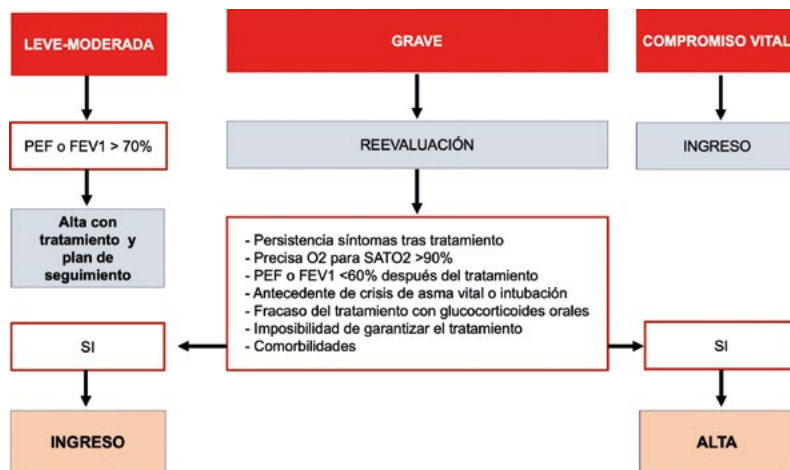 LEVE-MODERADA
GRAVE
COMPROMISO VITAL
PEF o FEV1 > 70%
REEVALUACIÓN
INGRESO
Alta con
tratamiento y
plan de
seguimiento
- Persistencia síntomas tras tratamiento
- Precisa O2 para SATO2 >90%
- PEF o FEV1 <60% después del tratamiento
- Antecedente de crisis de asma vital o intubación
- Fracaso del tratamiento con glucocorticoides orales
- Imposibilidad de garantizar el tratamiento
- Comorbilidades
SI
SI
INGRESO
ALTA